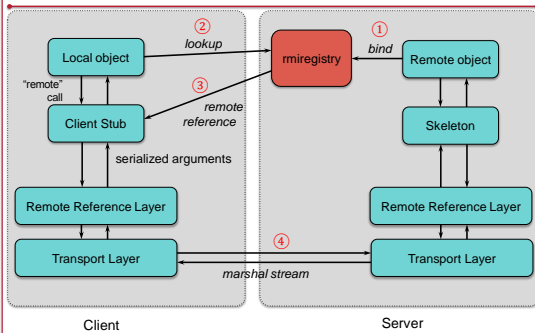 ②
lookup
①
bind
Local object
rmiregistry
Remote object
“remote”
call
③
remote
reference
Client Stub
Skeleton
serialized arguments
Remote Reference Layer
Remote Reference Layer
④
Transport Layer
Transport Layer
marshal stream
Client
Server